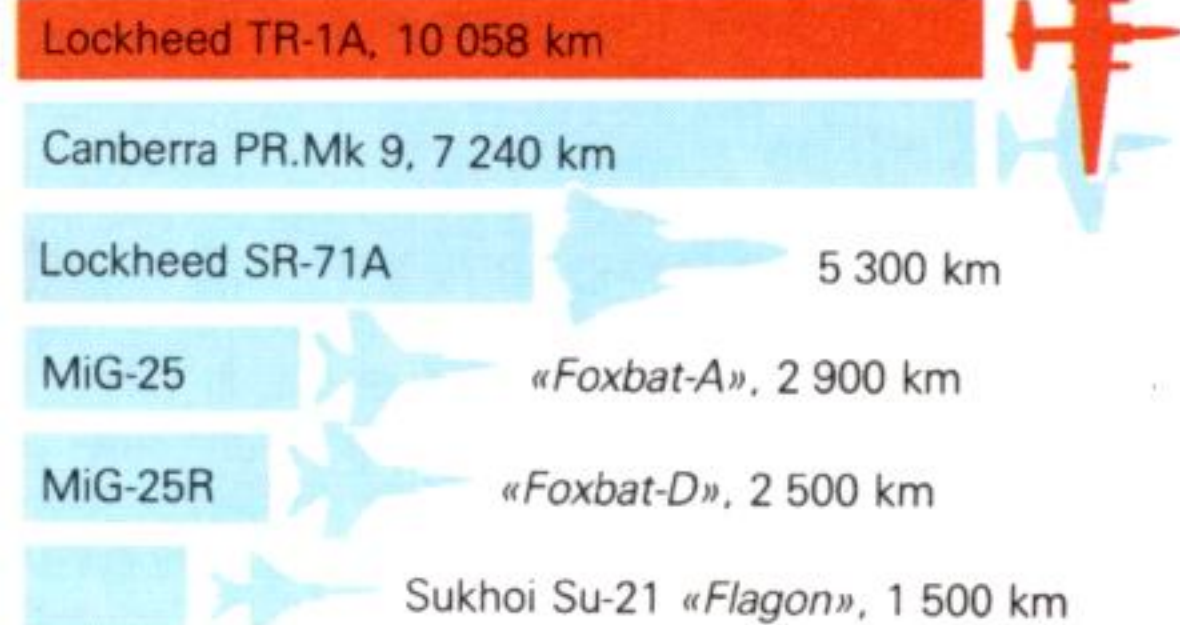 Lockheed TR-1A, 10 058 km
Canberra PR.Mk 9, 7 240 km
Lockheed SR-71A 5 300 km
MiG-25 «Foxbat-A», 2 900 km
MiG-25R «Foxbat-D», 2 500 km
Sukhoi Su-21 «Flagon», 1 500 km